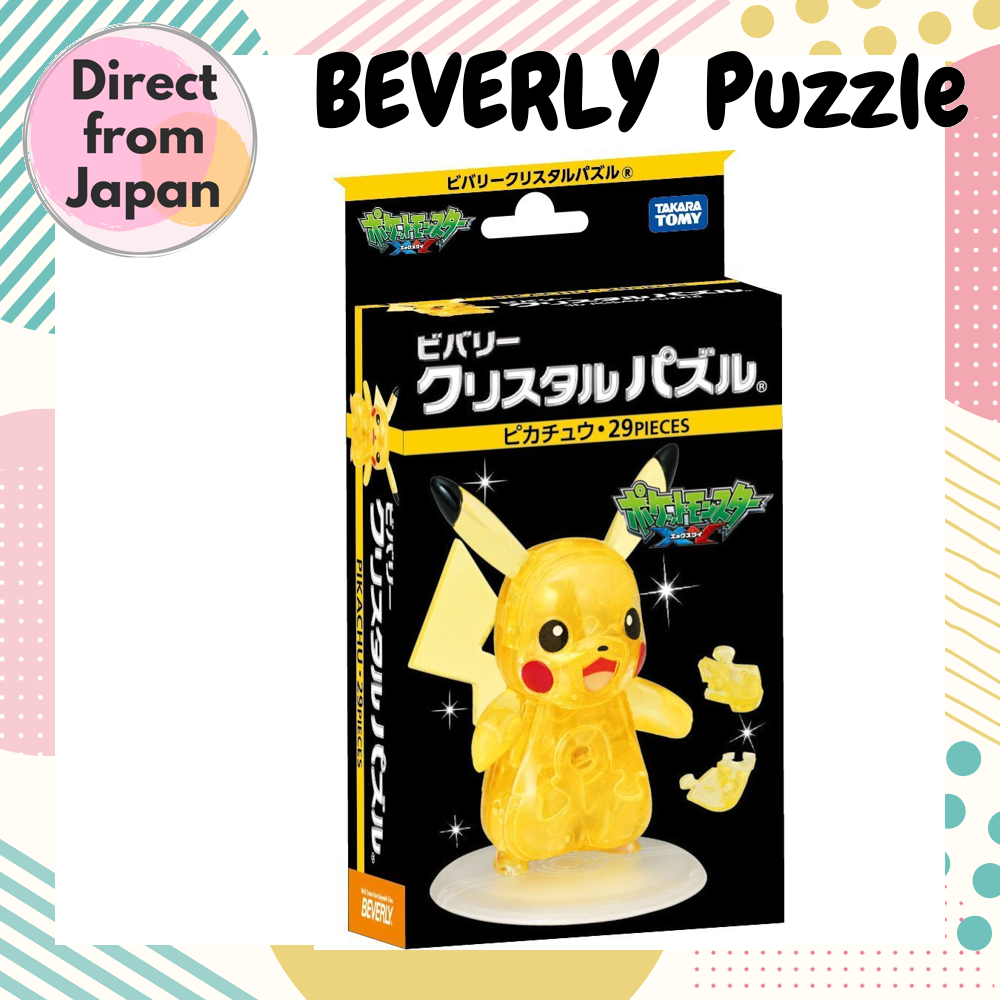 Direct
from
Japan
BEVERLY Puzzle
ビバリークリスタルパズル®
ポケットモンスター
XY
エックスワイ
TAKARA
TOMY
ビバリー
クリスタルパズル®
ピカチュウ・29PIECES
ポケットモンスター
XY
エックスワイ
ビバリー
クリスタルパズル®
PIKACHU・29PIECES
BEVERLY